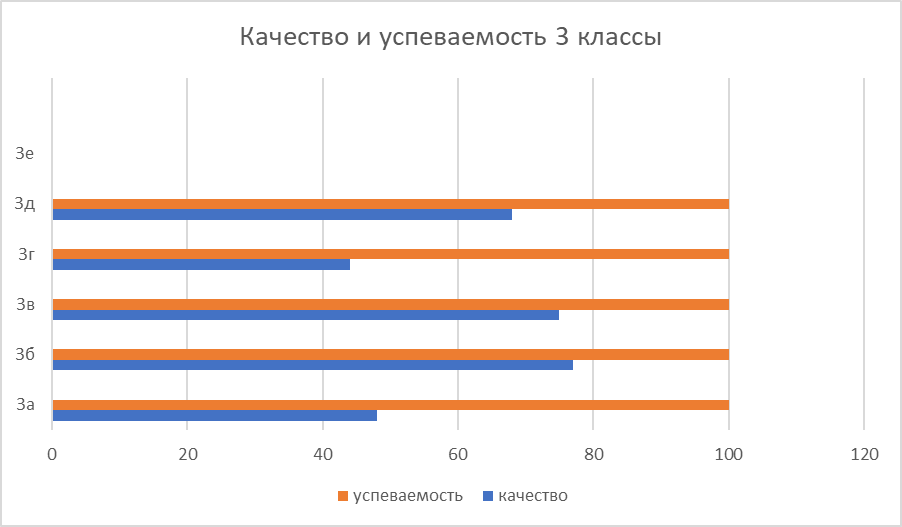 Качество и успеваемость 3 классы
3е
3д
3г
3в
3б
3а
0 20 40 60 80 100 120
успеваемость качество